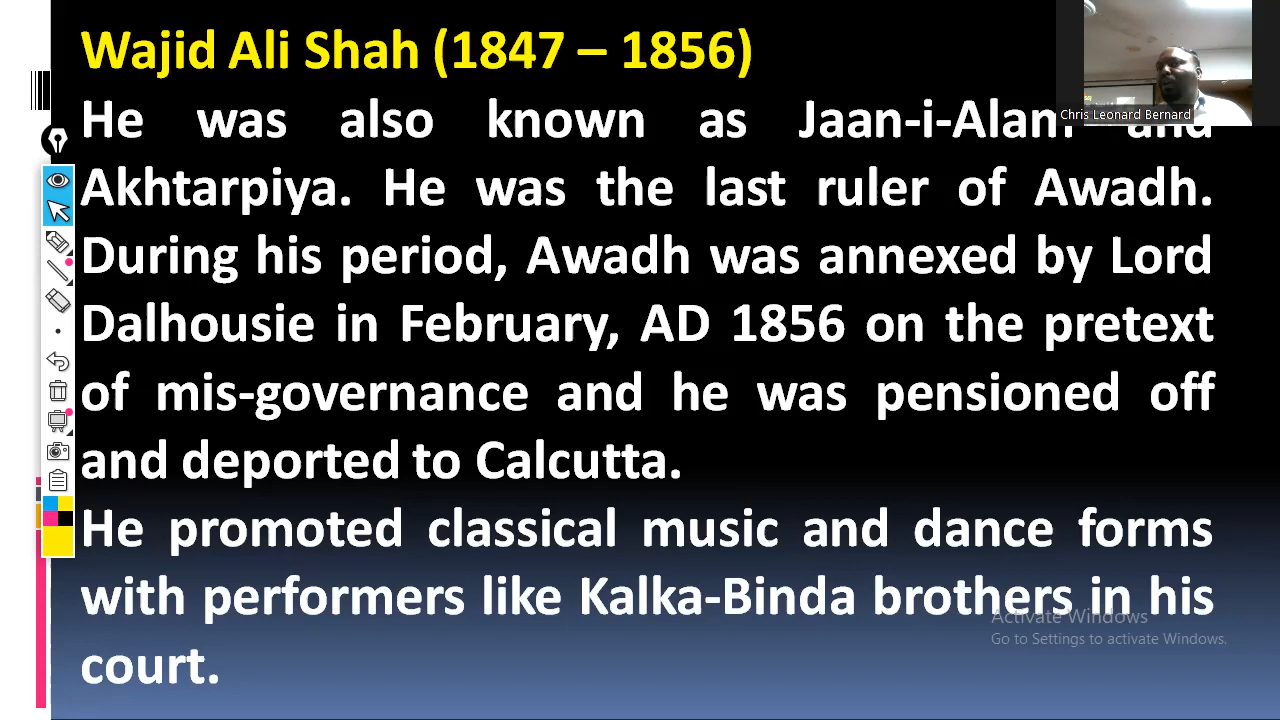 Wajid Ali Shah (1847 – 1856)
He was also known as Jaan-i-Alam and
Chris Leonard Bernard
Akhtarpiya. He was the last ruler of Awadh.
During his period, Awadh was annexed by Lord
Dalhousie in February, AD 1856 on the pretext
of mis-governance and he was pensioned off
and deported to Calcutta.
He promoted classical music and dance forms
with performers like Kalka-Binda brothers in his
court.
Activate Windows
Go to Settings to activate Windows.